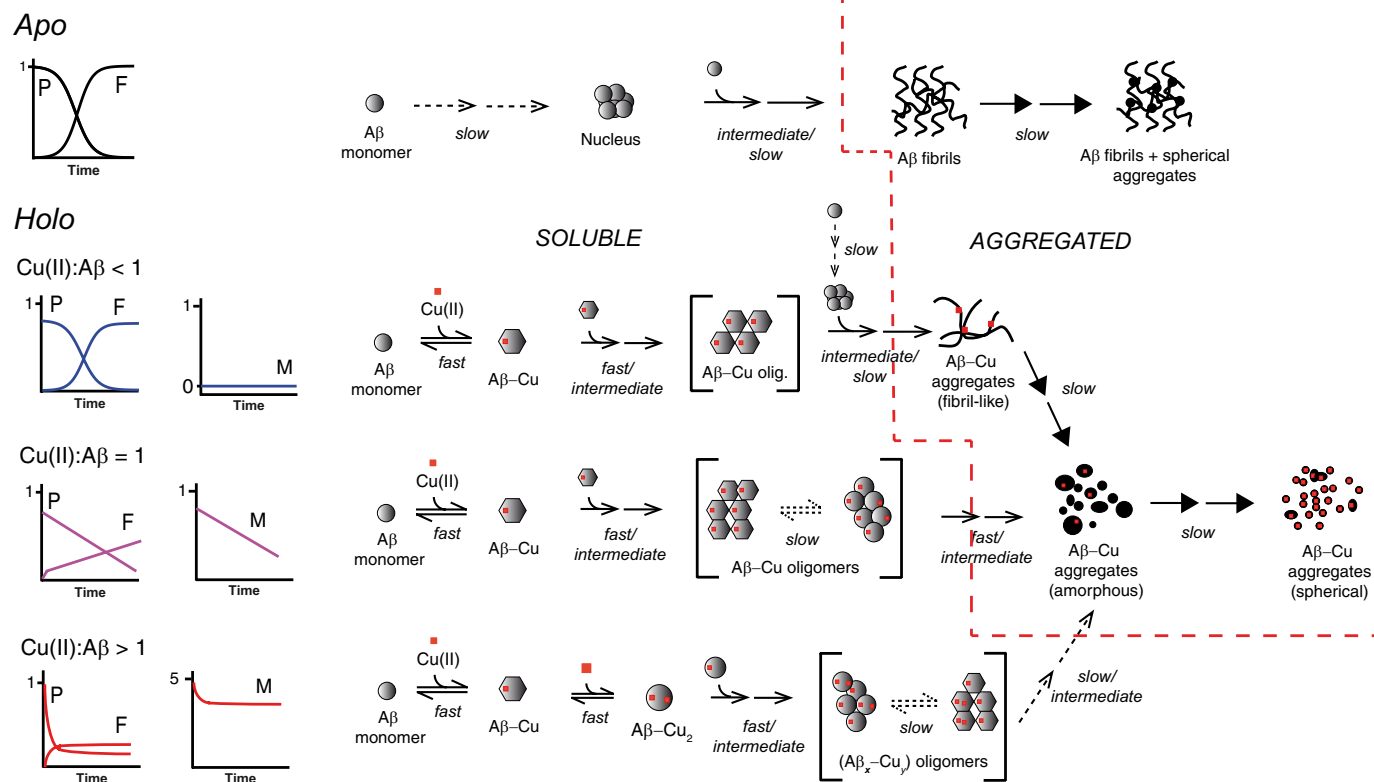 Apo
1
P
F
Time
Aβ
monomer
slow
Nucleus
intermediate/
slow
Aβ fibrils
slow
Aβ fibrils + spherical
aggregates
Holo
SOLUBLE
AGGREGATED
slow
Cu(II):Aβ < 1
1
P
F
Time
1
0
M
Time
Aβ
monomer
Cu(II)
fast
Aβ–Cu
fast/
intermediate
Aβ–Cu olig.
intermediate/
slow
Aβ–Cu
aggregates
(fibril-like)
slow
Cu(II):Aβ = 1
1
P
F
Time
1
M
Time
Aβ
monomer
Cu(II)
fast
Aβ–Cu
fast/
intermediate
slow
Aβ–Cu oligomers
fast/
intermediate
Aβ–Cu
aggregates
(amorphous)
slow
Aβ–Cu
aggregates
(spherical)
Cu(II):Aβ > 1
1
P
F
Time
5
M
Time
Aβ
monomer
Cu(II)
fast
Aβ–Cu
fast
Aβ–Cu₂
fast/
intermediate
slow
(Aβₓ–Cuᵧ) oligomers
slow/
intermediate